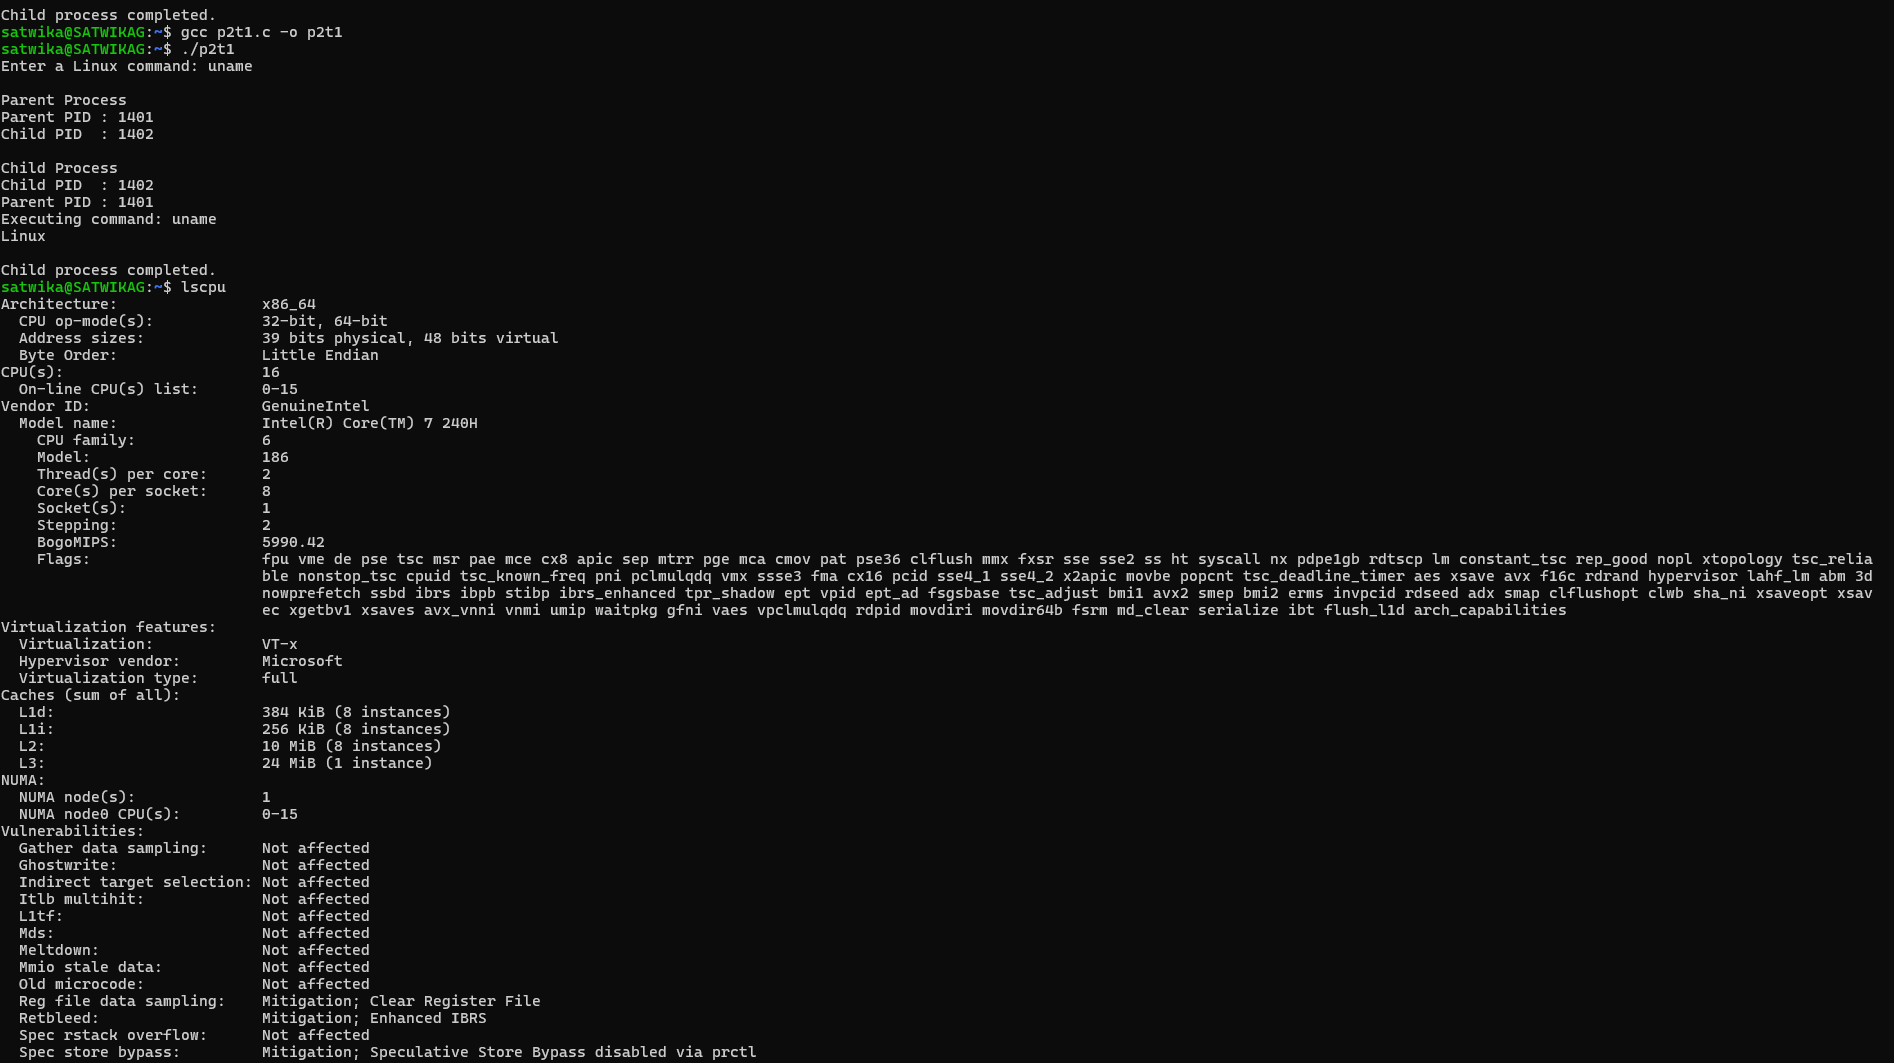 Child process completed.
satwika@SATWIKAG:~$ gcc p2t1.c -o p2t1
satwika@SATWIKAG:~$ ./p2t1
Enter a Linux command: uname
Parent Process
Parent PID : 1401
Child PID  : 1402
Child Process
Child PID  : 1402
Parent PID : 1401
Executing command: uname
Linux
Child process completed.
satwika@SATWIKAG:~$ lscpu
Architecture:                x86_64
  CPU op-mode(s):            32-bit, 64-bit
  Address sizes:             39 bits physical, 48 bits virtual
  Byte Order:                Little Endian
CPU(s):                      16
  On-line CPU(s) list:       0-15
Vendor ID:                   GenuineIntel
  Model name:                Intel(R) Core(TM) 7 240H
    CPU family:              6
    Model:                   186
    Thread(s) per core:      2
    Core(s) per socket:      8
    Socket(s):               1
    Stepping:                2
    BogoMIPS:                5990.42
    Flags:                   fpu vme de pse tsc msr pae mce cx8 apic sep mtrr pge mca cmov pat pse36 clflush mmx fxsr sse sse2 ss ht syscall nx pdpe1gb rdtscp lm constant_tsc rep_good nopl xtopology tsc_relia
                             ble nonstop_tsc cpuid tsc_known_freq pni pclmulqdq vmx ssse3 fma cx16 pcid sse4_1 sse4_2 x2apic movbe popcnt tsc_deadline_timer aes xsave avx f16c rdrand hypervisor lahf_lm abm 3d
                             nowprefetch ssbd ibrs ibpb stibp ibrs_enhanced tpr_shadow ept vpid ept_ad fsgsbase tsc_adjust bmi1 avx2 smep bmi2 erms invpcid rdseed adx smap clflushopt clwb sha_ni xsaveopt xsav
                             ec xgetbv1 xsaves avx_vnni vnmi umip waitpkg gfni vaes vpclmulqdq rdpid movdiri movdir64b fsrm md_clear serialize ibt flush_l1d arch_capabilities
Virtualization features:
  Virtualization:            VT-x
  Hypervisor vendor:         Microsoft
  Virtualization type:       full
Caches (sum of all):
  L1d:                       384 KiB (8 instances)
  L1i:                       256 KiB (8 instances)
  L2:                        10 MiB (8 instances)
  L3:                        24 MiB (1 instance)
NUMA:
  NUMA node(s):              1
  NUMA node0 CPU(s):         0-15
Vulnerabilities:
  Gather data sampling:      Not affected
  Ghostwrite:                Not affected
  Indirect target selection: Not affected
  Itlb multihit:             Not affected
  L1tf:                      Not affected
  Mds:                       Not affected
  Meltdown:                  Not affected
  Mmio stale data:           Not affected
  Old microcode:             Not affected
  Reg file data sampling:    Mitigation; Clear Register File
  Retbleed:                  Mitigation; Enhanced IBRS
  Spec rstack overflow:      Not affected
  Spec store bypass:         Mitigation; Speculative Store Bypass disabled via prctl